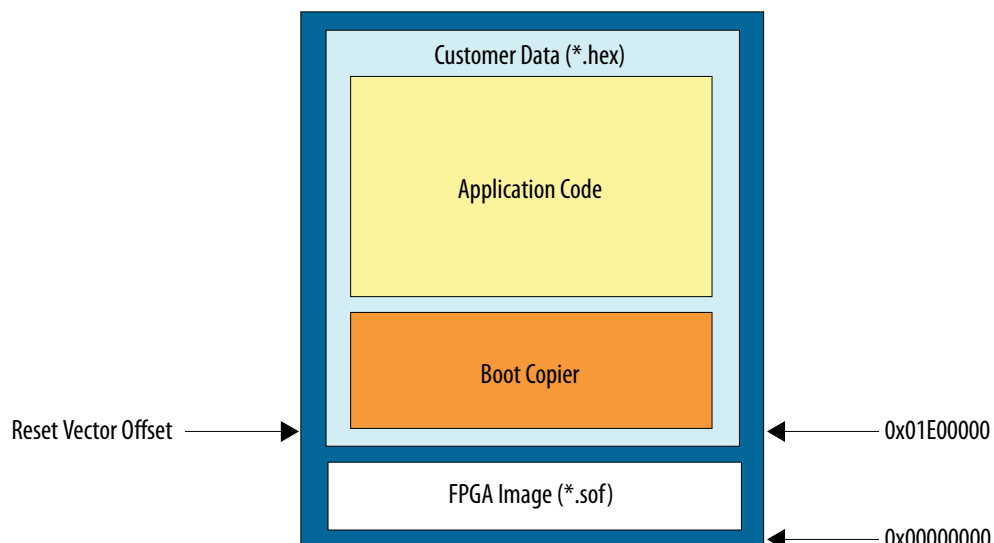 Customer Data (*.hex)
Application Code
Boot Copier
Reset Vector Offset
0x01E00000
FPGA Image (*.sof)
0x00000000